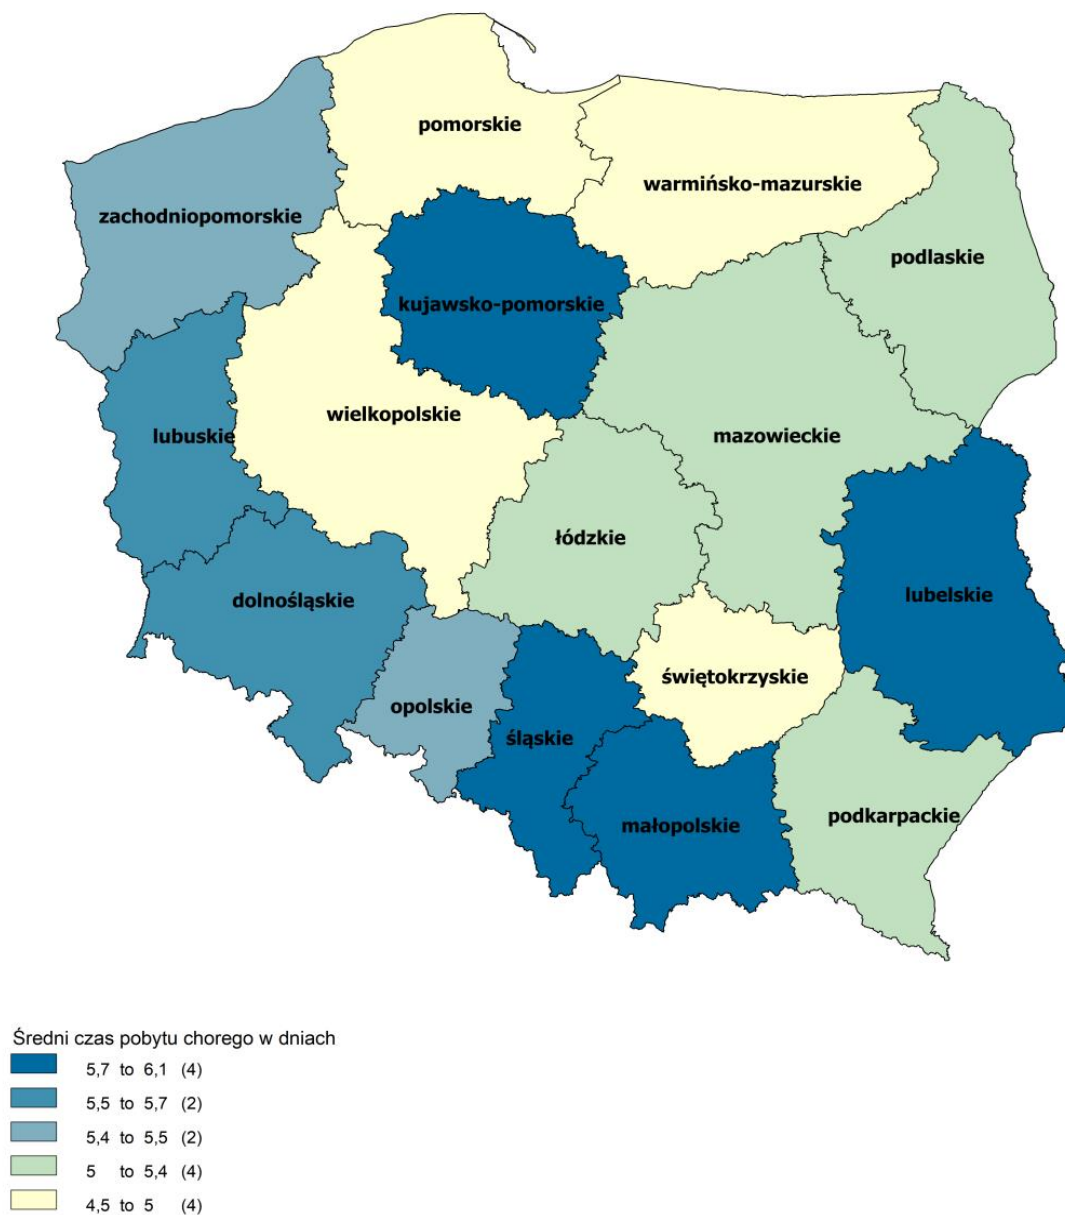 pomorskie
warmińsko-mazurskie
zachodniopomorskie
podlaskie
kujawsko-pomorskie
wielkopolskie
lubuskie
mazowieckie
łódzkie
dolnośląskie
lubelskie
świętokrzyskie
opolskie
śląskie
małopolskie
podkarpackie
Średni czas pobytu chorego w dniach
5,7 to 6,1 (4)
5,5 to 5,7 (2)
5,4 to 5,5 (2)
5 to 5,4 (4)
4,5 to 5 (4)